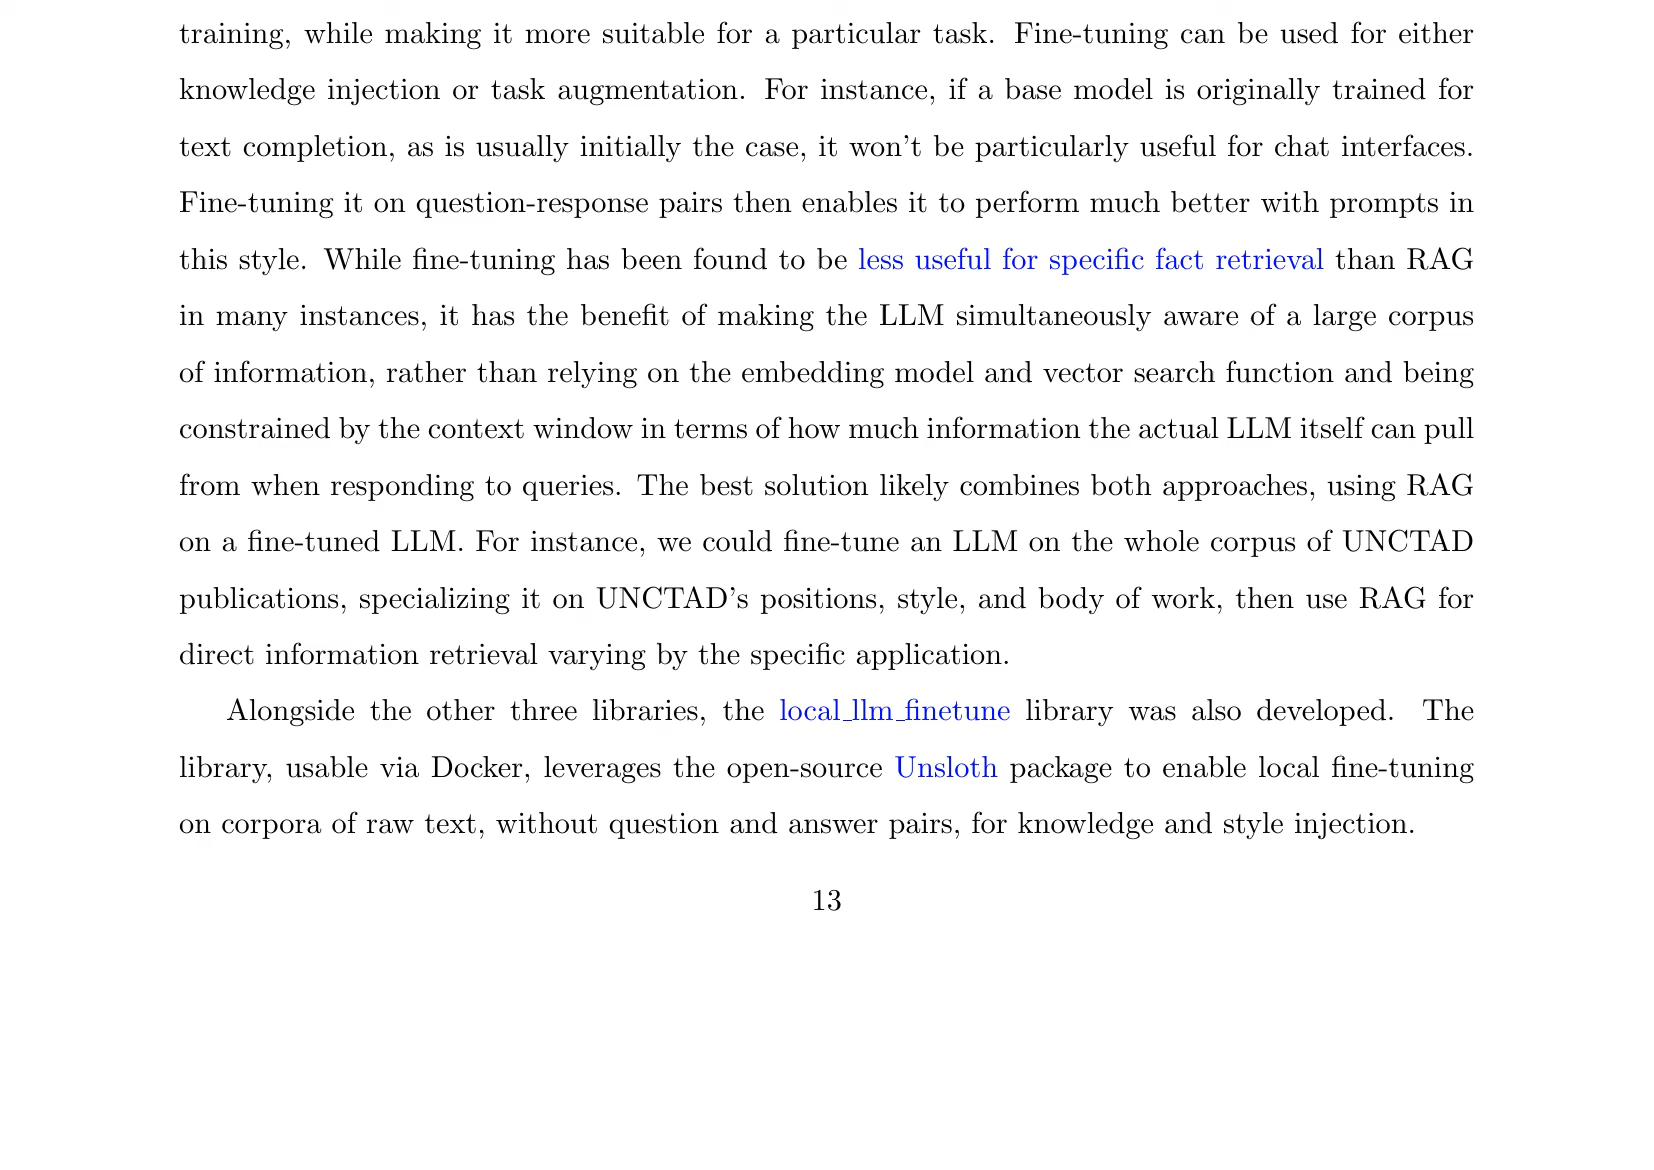 training, while making it more suitable for a particular task. Fine-tuning can be used for either
knowledge injection or task augmentation. For instance, if a base model is originally trained for
text completion, as is usually initially the case, it won't be particularly useful for chat interfaces.
Fine-tuning it on question-response pairs then enables it to perform much better with prompts in
this style. While fine-tuning has been found to be less useful for specific fact retrieval than RAG
in many instances, it has the benefit of making the LLM simultaneously aware of a large corpus
of information, rather than relying on the embedding model and vector search function and being
constrained by the context window in terms of how much information the actual LLM itself can pull
from when responding to queries. The best solution likely combines both approaches, using RAG
on a fine-tuned LLM. For instance, we could fine-tune an LLM on the whole corpus of UNCTAD
publications, specializing it on UNCTAD's positions, style, and body of work, then use RAG for
direct information retrieval varying by the specific application.
Alongside the other three libraries, the local_llm_finetune library was also developed. The
library, usable via Docker, leverages the open-source Unsloth package to enable local fine-tuning
on corpora of raw text, without question and answer pairs, for knowledge and style injection.
13